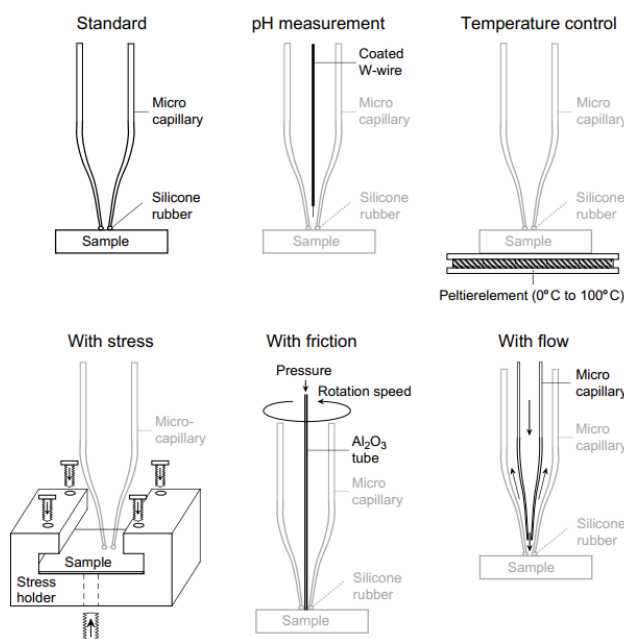 Standard
Micro
capillary
Silicone
rubber
Sample
pH measurement
Coated
W-wire
Micro
capillary
Silicone
rubber
Sample
Temperature control
Micro
capillary
Silicone
rubber
Sample
Peltierelement (0°C to 100°C)
With stress
Micro-
capillary
Sample
Stress
holder
With friction
Pressure
Rotation speed
Al₂O₃
tube
Micro
capillary
Silicone
rubber
Sample
With flow
Micro
capillary
Micro
capillary
Silicone
rubber
Sample